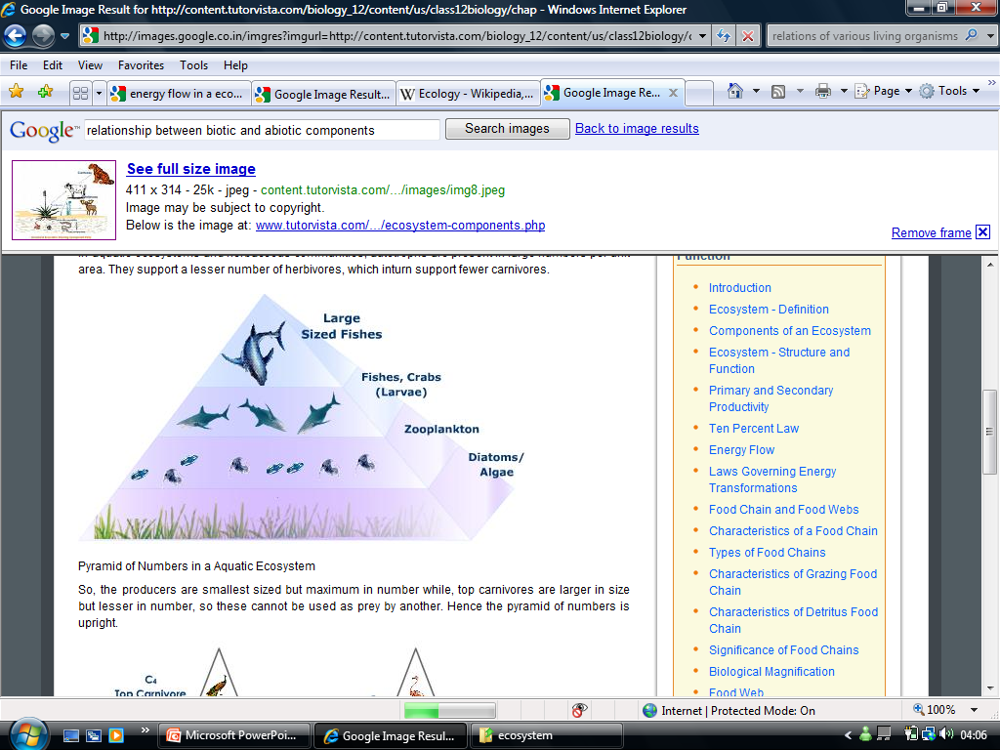 Google Image Result for http://content.tutorvista.com/biology_12/content/us/class12biology/chap - Windows Internet Explorer
http://images.google.co.in/imgres?imgurl=http://content.tutorvista.com/biology_12/content/us/class12biology/c
relations of various living organisms
File Edit View Favorites Tools Help
energy flow in a eco...
Google Image Result...
Ecology - Wikipedia,...
Google Image Re...
Page
Tools
Google™
relationship between biotic and abiotic components
Search images
Back to image results
See full size image
411 x 314 - 25k - jpeg - content.tutorvista.com/.../images/img8.jpeg
Image may be subject to copyright.
Below is the image at: www.tutorvista.com/.../ecosystem-components.php
Remove frame
area. They support a lesser number of herbivores, which inturn support fewer carnivores.
Large
Sized Fishes
Fishes, Crabs
(Larvae)
Zooplankton
Diatoms/
Algae
Pyramid of Numbers in a Aquatic Ecosystem
So, the producers are smallest sized but maximum in number while, top carnivores are larger in size
but lesser in number, so these cannot be used as prey by another. Hence the pyramid of numbers is
upright.
C4
Top Carnivore
Function
Introduction
Ecosystem - Definition
Components of an Ecosystem
Ecosystem - Structure and
Function
Primary and Secondary
Productivity
Ten Percent Law
Energy Flow
Laws Governing Energy
Transformations
Food Chain and Food Webs
Characteristics of a Food Chain
Types of Food Chains
Characteristics of Grazing Food
Chain
Characteristics of Detritus Food
Chain
Significance of Food Chains
Biological Magnification
Food Web
Internet | Protected Mode: On
100%
Microsoft PowerPoi...
Google Image Resul...
ecosystem
04:06